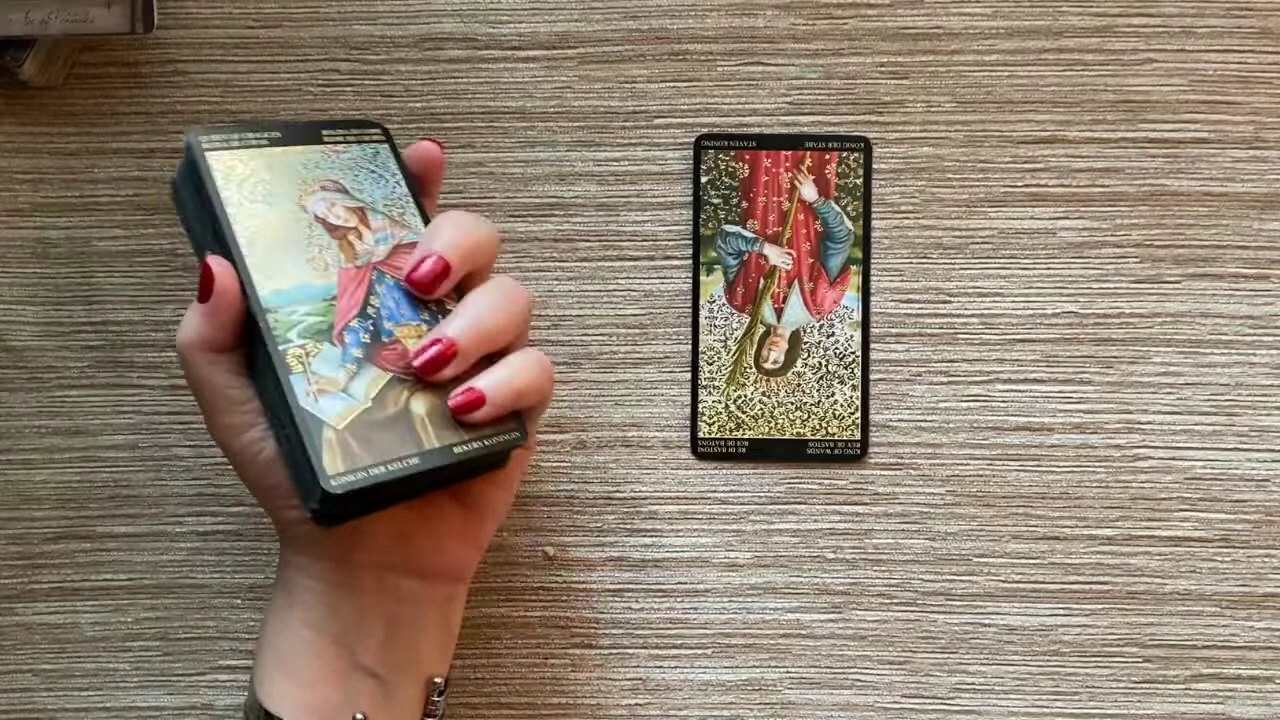 STAVEN KONING
KÖNIG DER STÄBE
KÖNIGIN DER KELCHE
BEKERS KONINGIN
RE DI BASTONI
ROI DE BATONS
KING OF WANDS
REY DE BASTOS